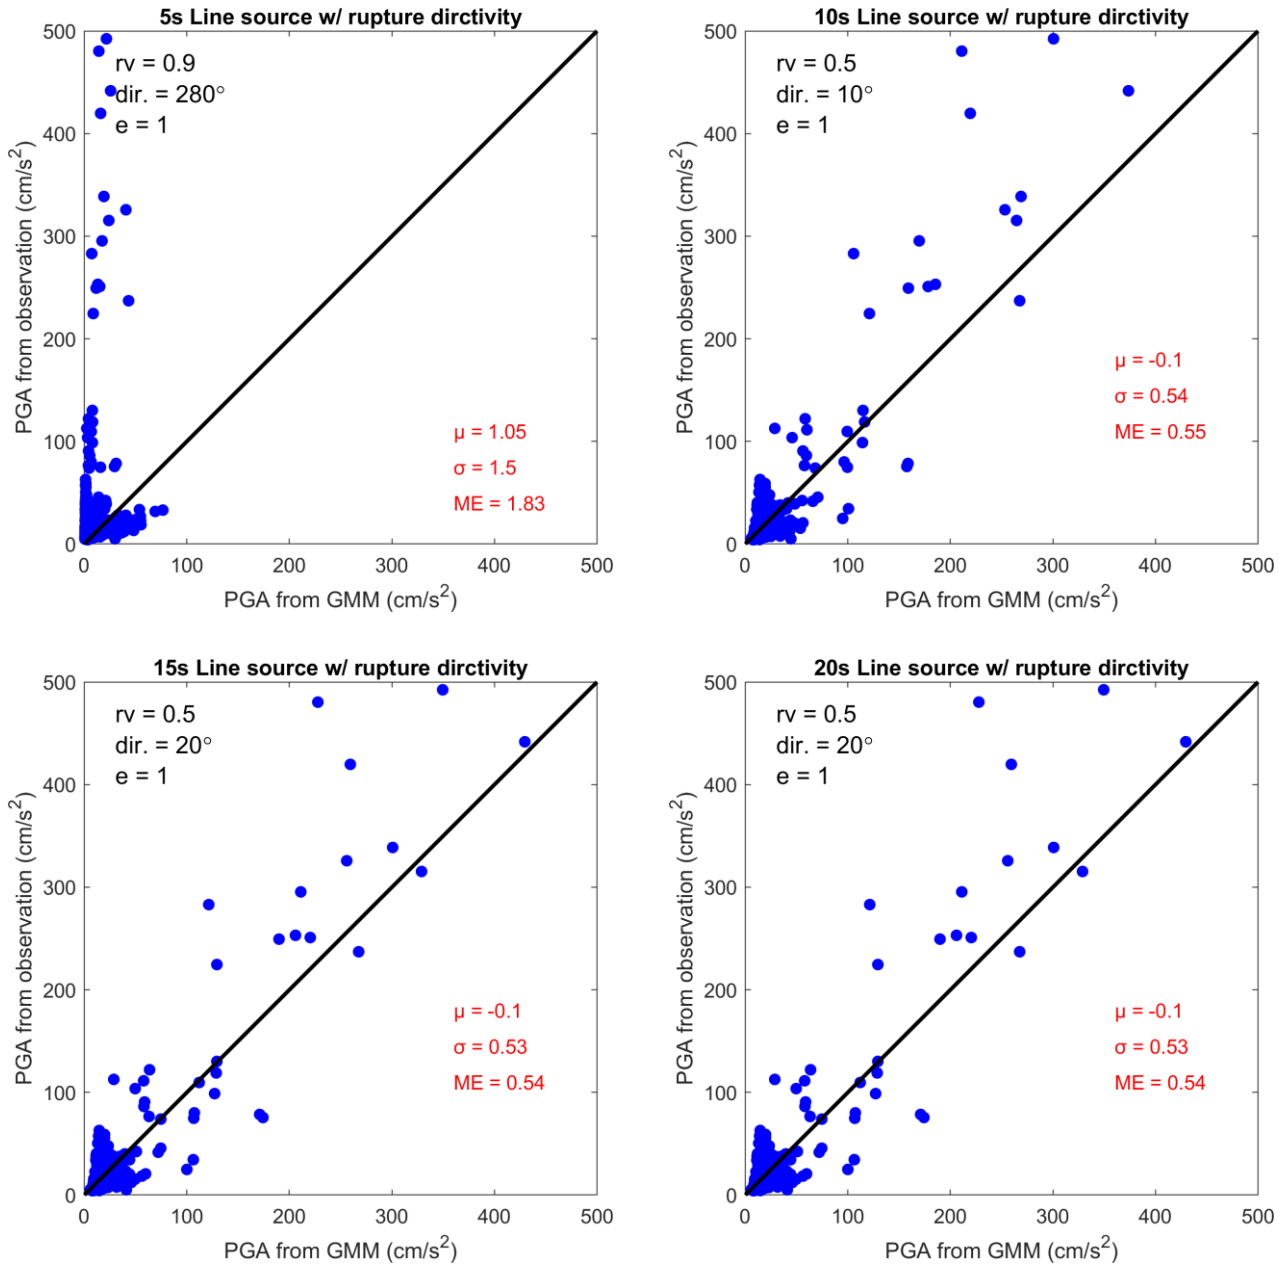 5s Line source w/ rupture dirctivity
500
400
300
200
100
0
PGA from observation (cm/s²)
rv = 0.9
dir. = 280°
e = 1
μ = 1.05
σ = 1.5
ME = 1.83
0 100 200 300 400 500
PGA from GMM (cm/s²)
10s Line source w/ rupture dirctivity
500
400
300
200
100
0
PGA from observation (cm/s²)
rv = 0.5
dir. = 10°
e = 1
μ = -0.1
σ = 0.54
ME = 0.55
0 100 200 300 400 500
PGA from GMM (cm/s²)
15s Line source w/ rupture dirctivity
500
400
300
200
100
0
PGA from observation (cm/s²)
rv = 0.5
dir. = 20°
e = 1
μ = -0.1
σ = 0.53
ME = 0.54
0 100 200 300 400 500
PGA from GMM (cm/s²)
20s Line source w/ rupture dirctivity
500
400
300
200
100
0
PGA from observation (cm/s²)
rv = 0.5
dir. = 20°
e = 1
μ = -0.1
σ = 0.53
ME = 0.54
0 100 200 300 400 500
PGA from GMM (cm/s²)